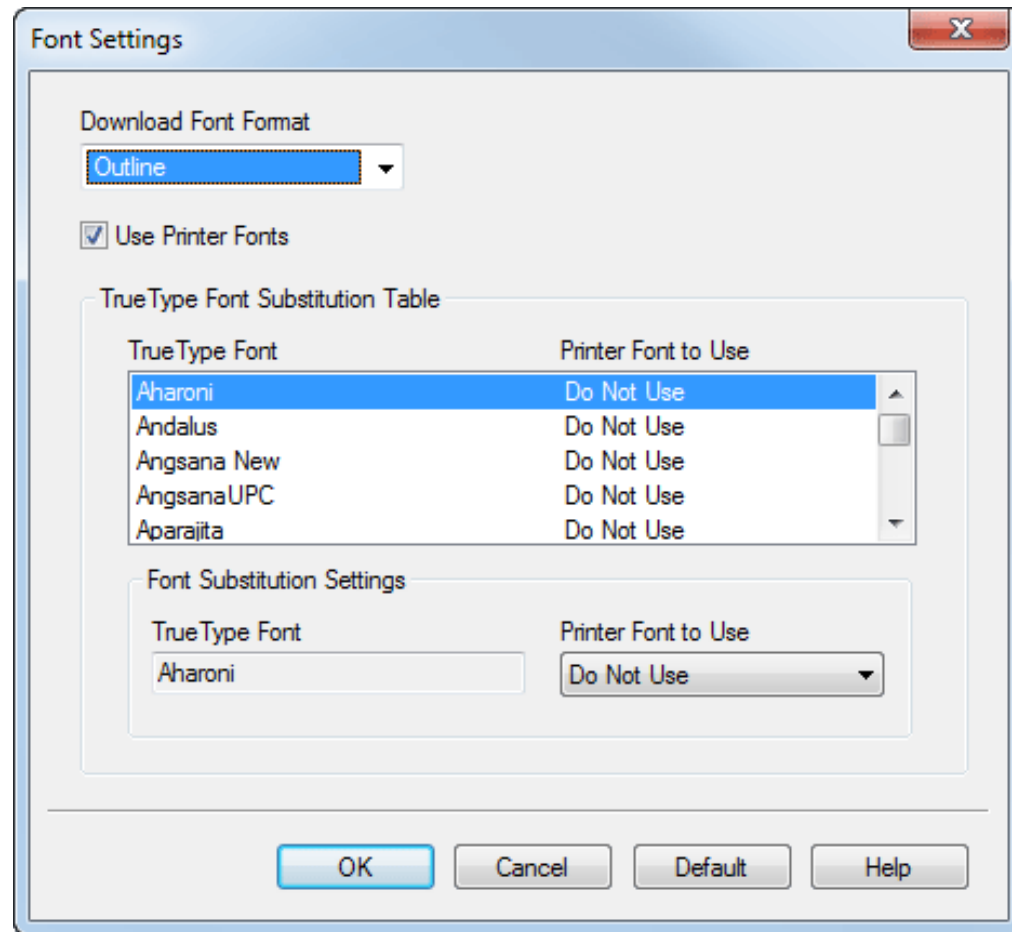 Font Settings
Download Font Format
Outline
Use Printer Fonts
TrueType Font Substitution Table
TrueType Font Printer Font to Use
Aharoni Do Not Use
Andalus Do Not Use
Angsana New Do Not Use
AngsanaUPC Do Not Use
Aparajita Do Not Use
Font Substitution Settings
TrueType Font Printer Font to Use
Aharoni Do Not Use
OK Cancel Default Help